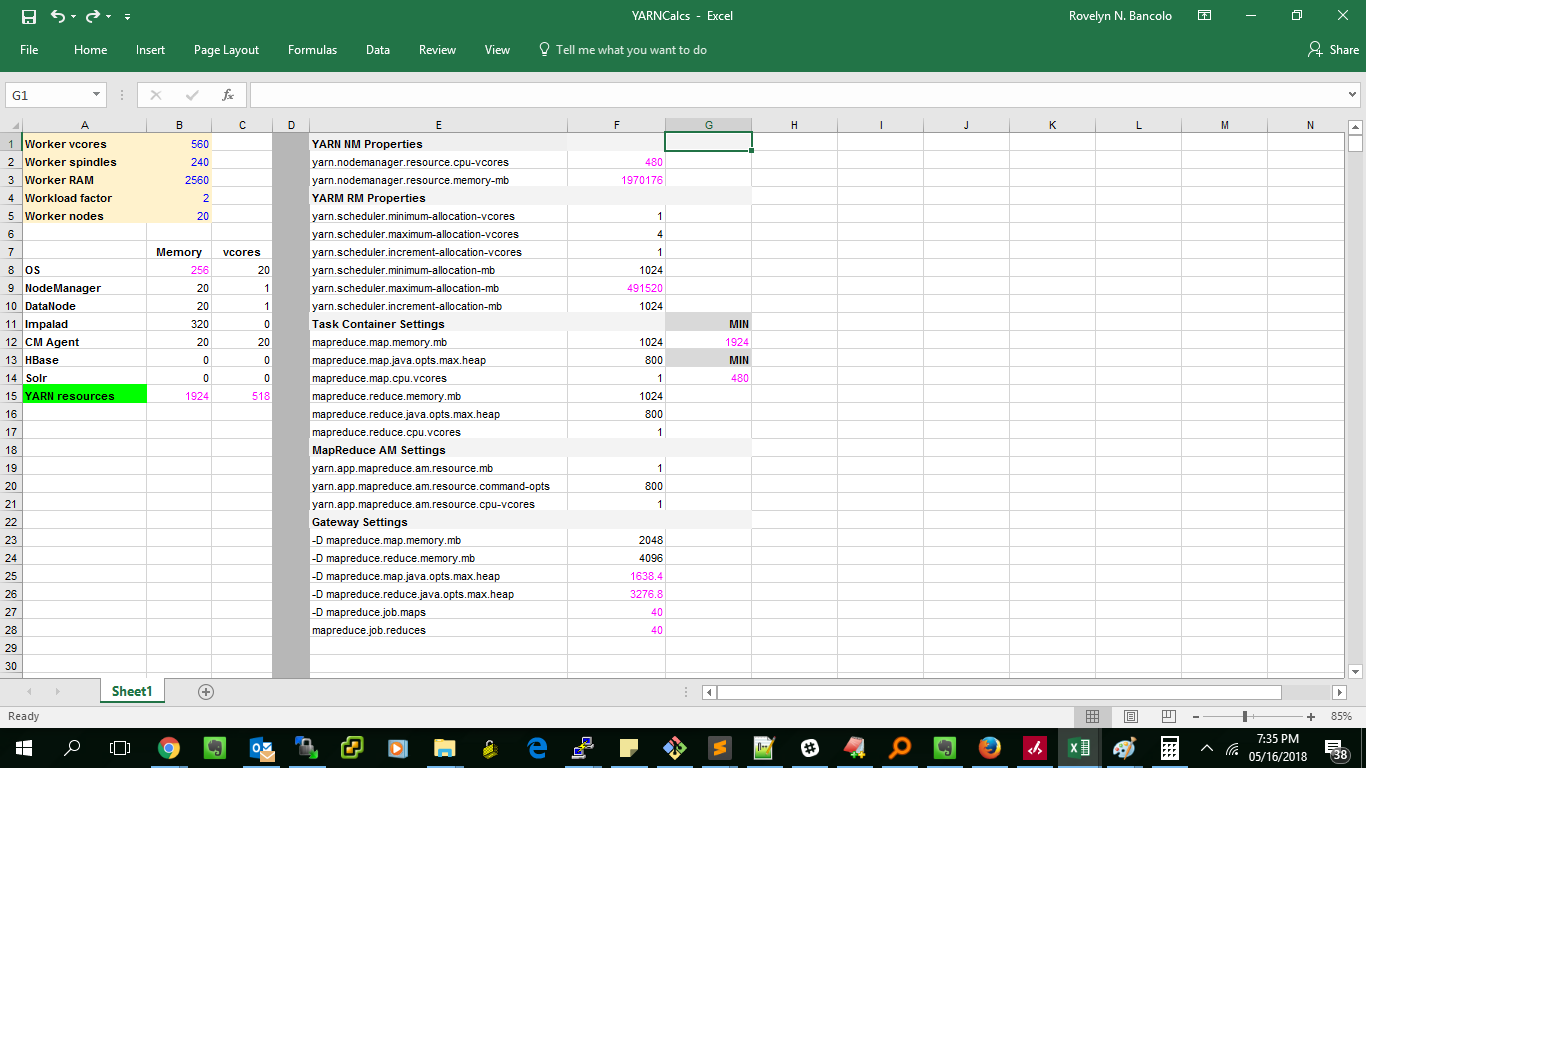 YARNCalcs - Excel
Rovelyn N. Bancolo
File Home Insert Page Layout Formulas Data Review View Tell me what you want to do Share
G1 fx
A B C D E F G H I J K L M N
1 Worker vcores 560 YARN NM Properties
2 Worker spindles 240 yarn.nodemanager.resource.cpu-vcores 480
3 Worker RAM 2560 yarn.nodemanager.resource.memory-mb 1970176
4 Workload factor 2 YARM RM Properties
5 Worker nodes 20 yarn.scheduler.minimum-allocation-vcores 1
6 yarn.scheduler.maximum-allocation-vcores 4
7 Memory vcores yarn.scheduler.increment-allocation-vcores 1
8 OS 256 20 yarn.scheduler.minimum-allocation-mb 1024
9 NodeManager 20 1 yarn.scheduler.maximum-allocation-mb 491520
10 DataNode 20 1 yarn.scheduler.increment-allocation-mb 1024
11 Impalad 320 0 Task Container Settings MIN
12 CM Agent 20 20 mapreduce.map.memory.mb 1024 1924
13 HBase 0 0 mapreduce.map.java.opts.max.heap 800 MIN
14 Solr 0 0 mapreduce.map.cpu.vcores 1 480
15 YARN resources 1924 518 mapreduce.reduce.memory.mb 1024
16 mapreduce.reduce.java.opts.max.heap 800
17 mapreduce.reduce.cpu.vcores 1
18 MapReduce AM Settings
19 yarn.app.mapreduce.am.resource.mb 1
20 yarn.app.mapreduce.am.resource.command-opts 800
21 yarn.app.mapreduce.am.resource.cpu-vcores 1
22 Gateway Settings
23 -D mapreduce.map.memory.mb 2048
24 -D mapreduce.reduce.memory.mb 4096
25 -D mapreduce.map.java.opts.max.heap 1638.4
26 -D mapreduce.reduce.java.opts.max.heap 3276.8
27 -D mapreduce.job.maps 40
28 mapreduce.job.reduces 40
29
30
Sheet1
Ready 85%
7:35 PM
05/16/2018
38